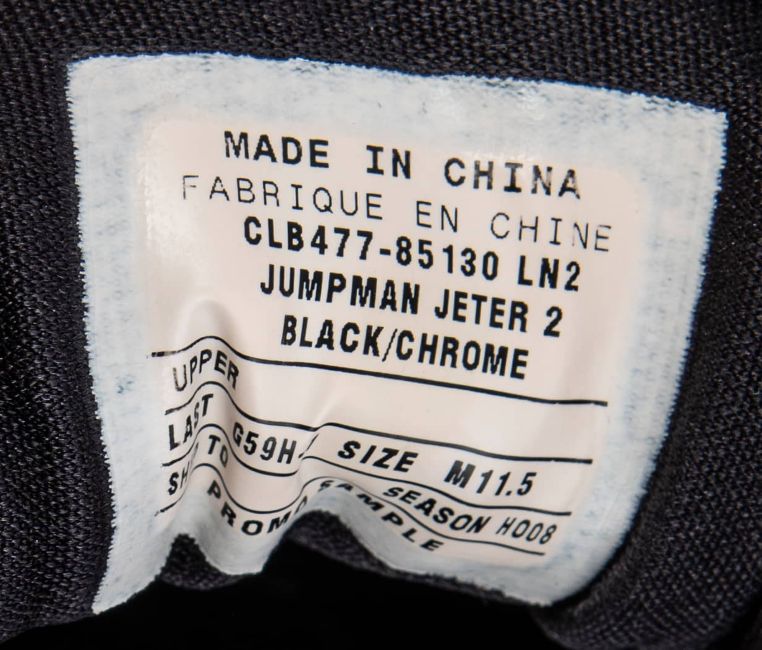 MADE IN CHINA
FABRIQUE EN CHINE
CLB477-85130 LN2
JUMPMAN JETER 2
BLACK/CHROME
UPPER
LAST SIZE M11.5
TO SEASON HO08
PROMO SAMPLE